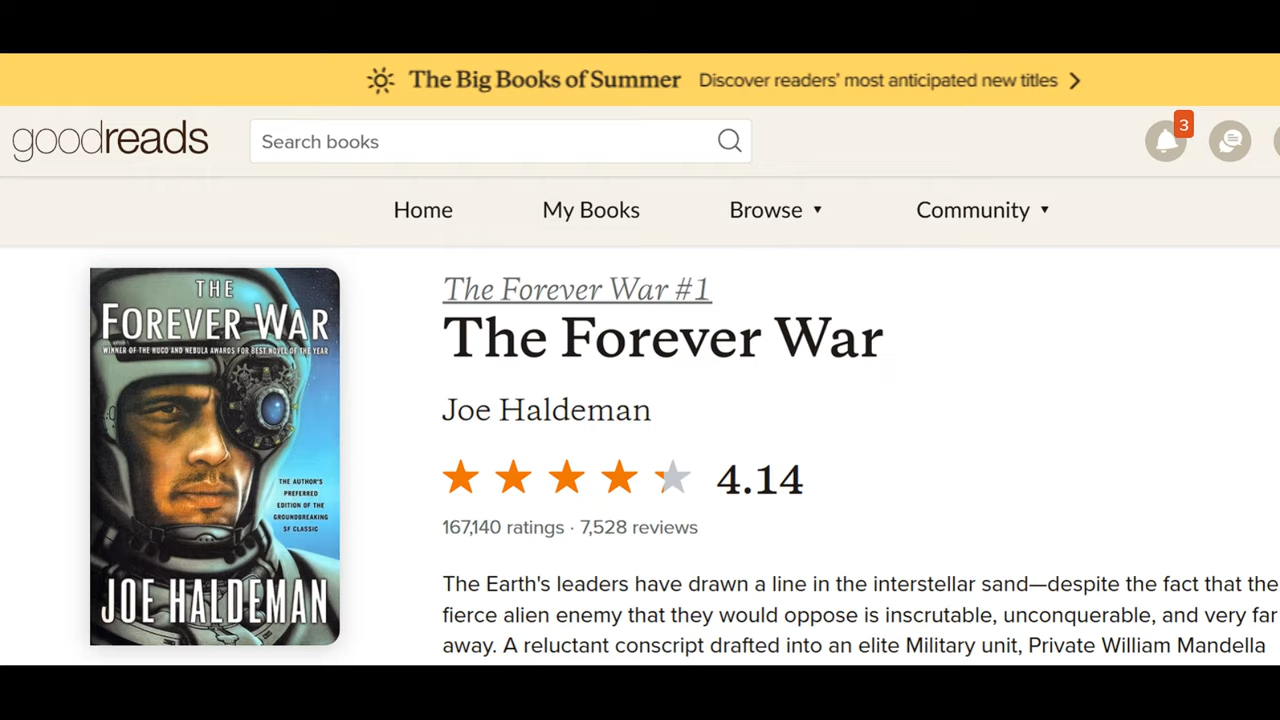 The Big Books of Summer Discover readers' most anticipated new titles
goodreads
Search books
3
Home My Books Browse Community
THE
FOREVER WAR
WINNER OF THE HUGO AND NEBULA AWARDS FOR BEST NOVEL OF THE YEAR
THE AUTHOR'S
PREFERRED
EDITION OF THE
GROUNDBREAKING
SF CLASSIC
JOE HALDEMAN
The Forever War #1
The Forever War
Joe Haldeman
4.14
167,140 ratings · 7,528 reviews
The Earth's leaders have drawn a line in the interstellar sand—despite the fact that the
fierce alien enemy that they would oppose is inscrutable, unconquerable, and very far
away. A reluctant conscript drafted into an elite Military unit, Private William Mandella